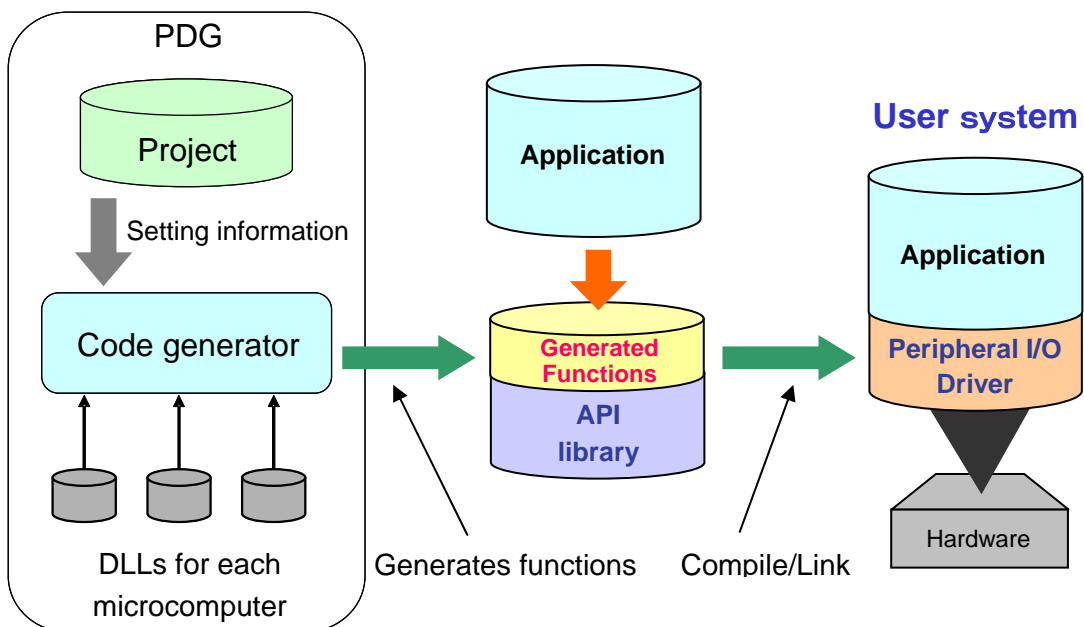 PDG
Project
Setting information
Code generator
DLLs for each
microcomputer
Generates functions
Application
Generated
Functions
API
library
Compile/Link
User system
Application
Peripheral I/O
Driver
Hardware